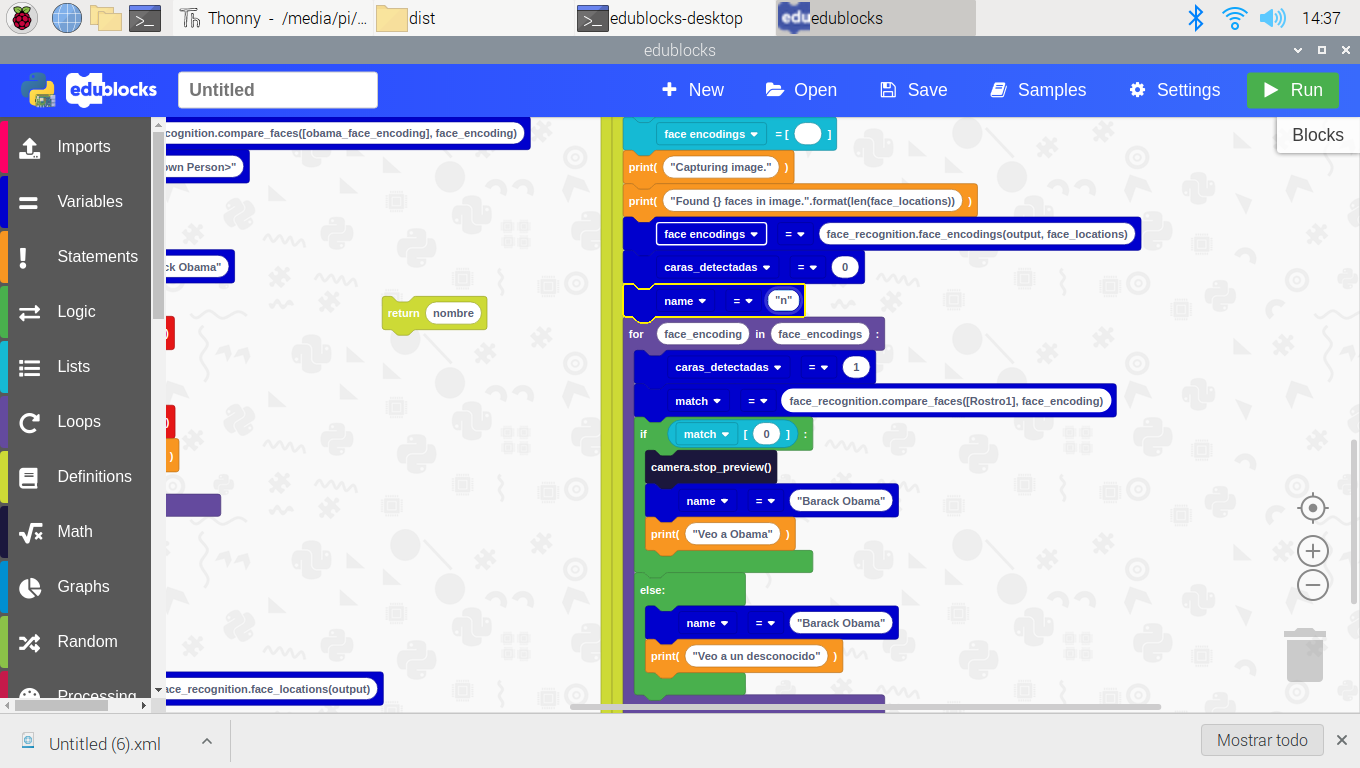 Thonny - /media/pi/...
dist
edublocks-desktop
edu
edublocks
14:37
edublocks
edublocks
Untitled
New
Open
Save
Samples
Settings
Run
Blocks
Imports
Variables
Statements
Logic
Lists
Loops
Definitions
Math
Graphs
Random
Processing
cognition.compare_faces([obama_face_encoding], face_encoding)
own Person>"
ck Obama"
)
)
)
ace_recognition.face_locations(output)
return nombre
face encodings = [ ]
print( "Capturing image." )
print( "Found {} faces in image.".format(len(face_locations)) )
face encodings = face_recognition.face_encodings(output, face_locations)
caras_detectadas = 0
name = "n"
for face_encoding in face_encodings :
caras_detectadas = 1
match = face_recognition.compare_faces([Rostro1], face_encoding)
if match [ 0 ] :
camera.stop_preview()
name = "Barack Obama"
print( "Veo a Obama" )
else:
name = "Barack Obama"
print( "Veo a un desconocido" )
Untitled (6).xml
Mostrar todo